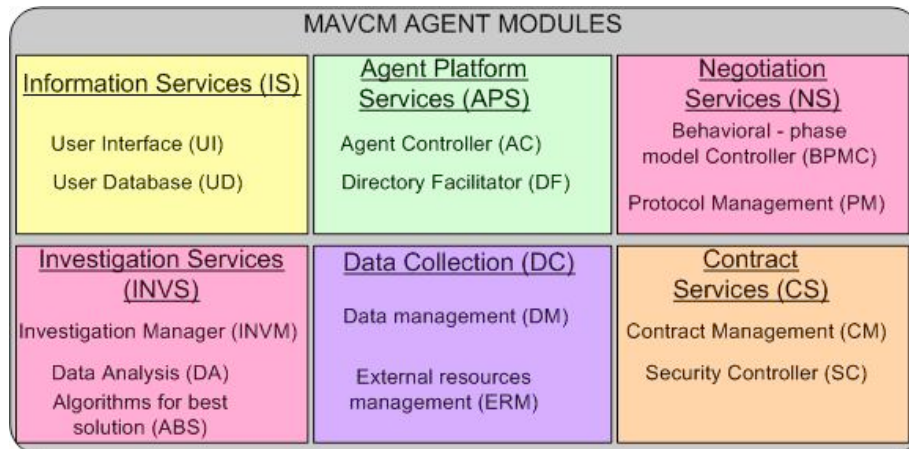 MAVCM AGENT MODULES
Information Services (IS)
User Interface (UI)
User Database (UD)
Agent Platform
Services (APS)
Agent Controller (AC)
Directory Facilitator (DF)
Negotiation
Services (NS)
Behavioral - phase
model Controller (BPMC)
Protocol Management (PM)
Investigation Services
(INVS)
Investigation Manager (INVM)
Data Analysis (DA)
Algorithms for best
solution (ABS)
Data Collection (DC)
Data management (DM)
External resources
management (ERM)
Contract
Services (CS)
Contract Management (CM)
Security Controller (SC)